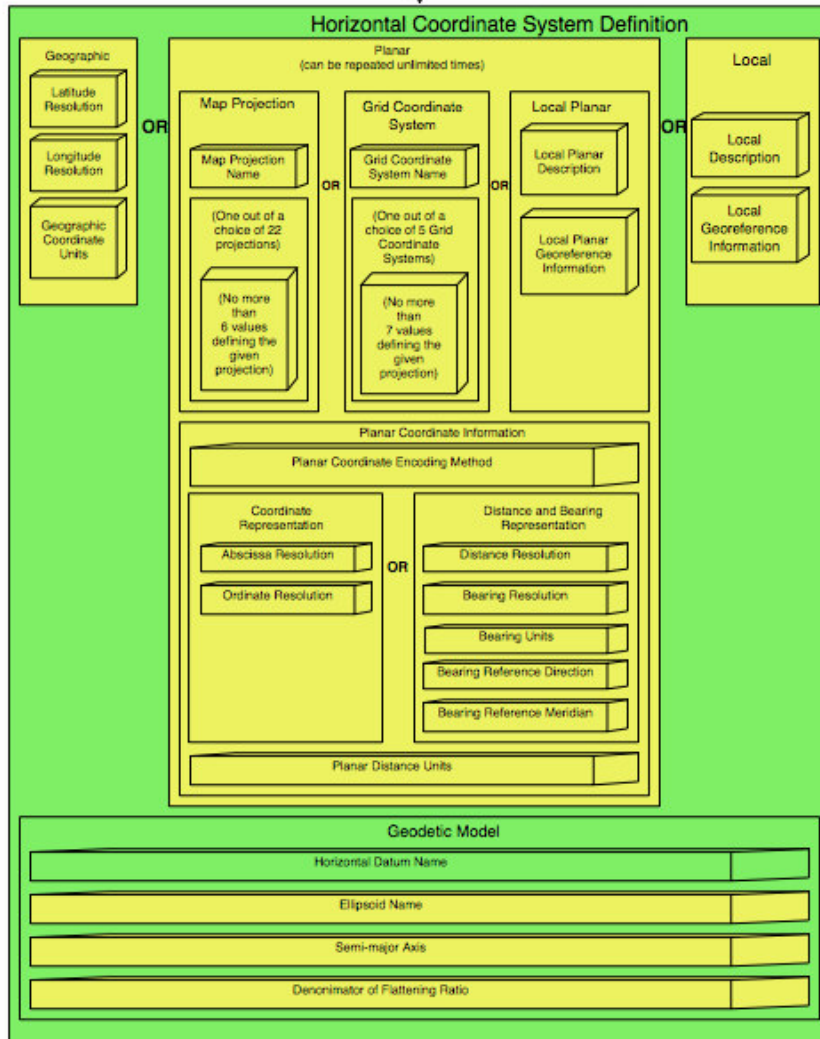 Horizontal Coordinate System Definition
Geographic
Latitude
Resolution
Longitude
Resolution
Geographic
Coordinate
Units
OR
Planar
(can be repeated unlimited times)
Map Projection
Map Projection
Name
(One out of a
choice of 22
projections)
(No more
than
6 values
defining the
given
projection)
OR
Grid Coordinate
System
Grid Coordinate
System Name
(One out of a
choice of 5 Grid
Coordinate
Systems)
(No more
than
7 values
defining the
given
projection)
OR
Local Planar
Local Planar
Description
Local Planar
Georeference
Information
Planar Coordinate Information
Planar Coordinate Encoding Method
Coordinate
Representation
Abscissa Resolution
Ordinate Resolution
OR
Distance and Bearing
Representation
Distance Resolution
Bearing Resolution
Bearing Units
Bearing Reference Direction
Bearing Reference Meridian
Planar Distance Units
OR
Local
Local
Description
Local
Georeference
Information
Geodetic Model
Horizontal Datum Name
Ellipsoid Name
Semi-major Axis
Denonimator of Flattening Ratio